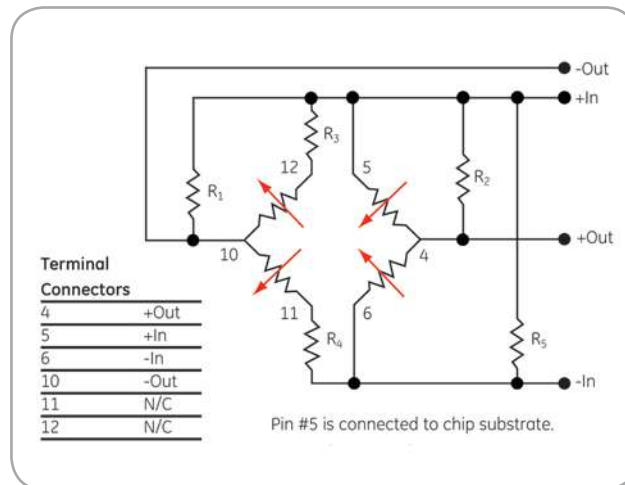 -Out
+In
R3
12
5
R1
R2
10
4
+Out
11
6
R4
R5
-In
Terminal
Connectors
4 +Out
5 +In
6 -In
10 -Out
11 N/C
12 N/C
Pin #5 is connected to chip substrate.